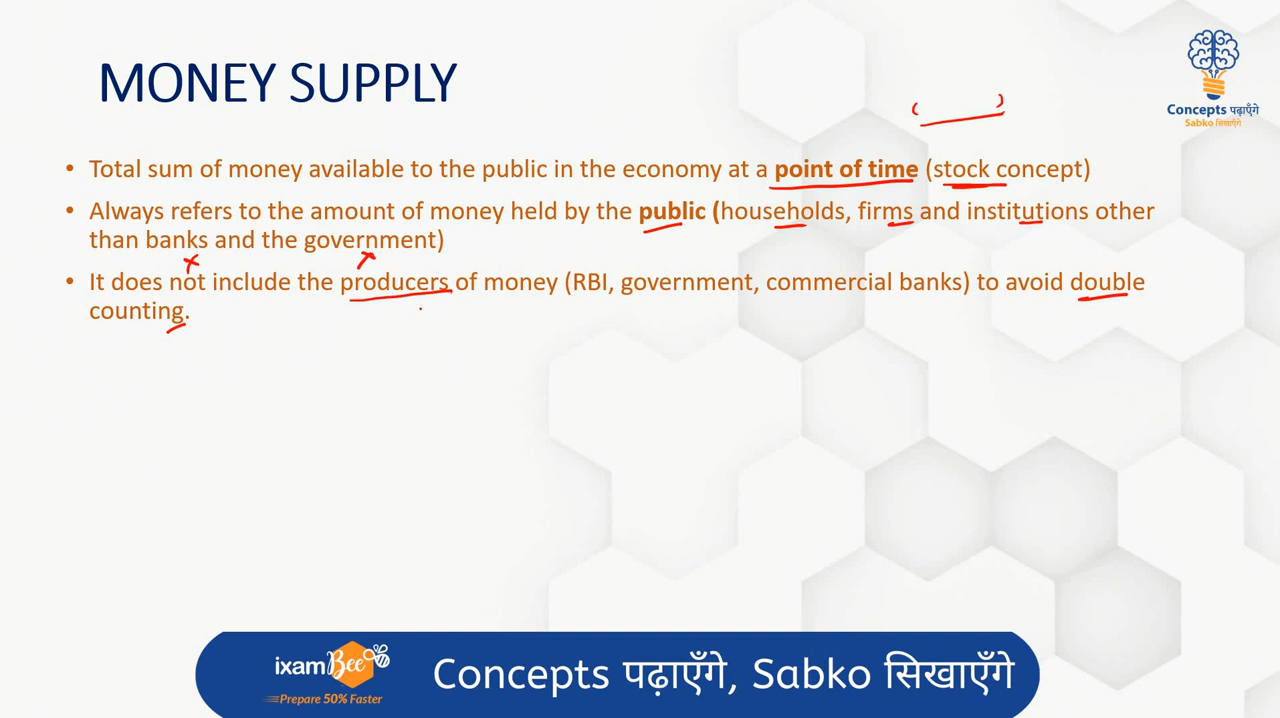 MONEY SUPPLY
Concepts पढ़ाएँगे
Sabko सिखाएँगे
• Total sum of money available to the public in the economy at a point of time (stock concept)
• Always refers to the amount of money held by the public (households, firms and institutions other
than banks and the government)
• It does not include the producers of money (RBI, government, commercial banks) to avoid double
counting.
ixamBee
Prepare 50% Faster
Concepts पढ़ाएँगे, Sabko सिखाएँगे